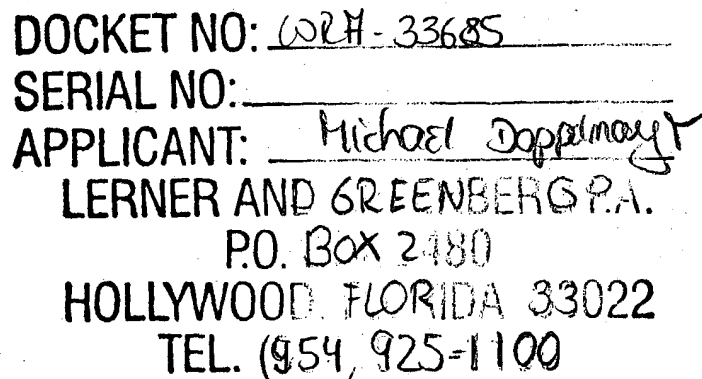 DOCKET NO: WRA-33685
SERIAL NO:
APPLICANT: Michael Doppelmayr
LERNER AND GREENBERG P.A.
P.O. BOX 2480
HOLLYWOOD. FLORIDA 33022
TEL. (954, 925-1100